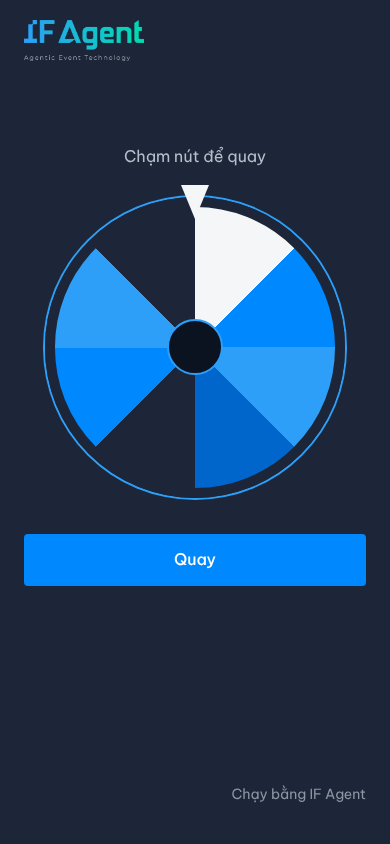 IF Agent
Agentic Event Technology
Chạm nút để quay
Quay
Chạy bằng IF Agent